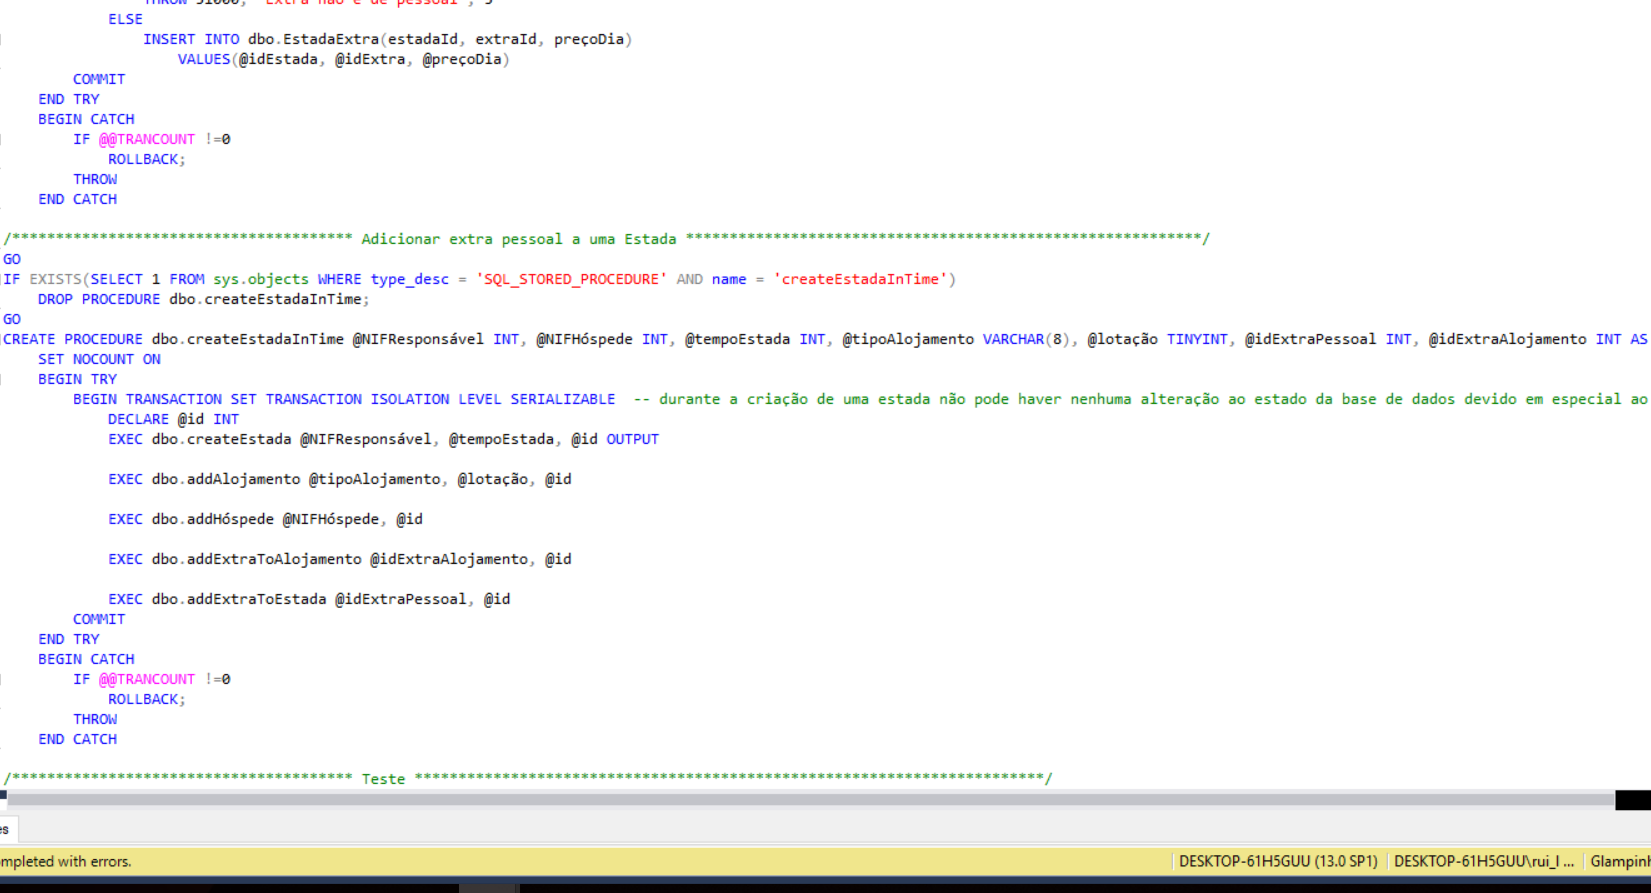 THROW 51000, 'Extra não é de pessoal', 3
ELSE
INSERT INTO dbo.EstadaExtra(estadaId, extraId, preçoDia)
VALUES(@idEstada, @idExtra, @preçoDia)
COMMIT
END TRY
BEGIN CATCH
IF @@TRANCOUNT !=0
ROLLBACK;
THROW
END CATCH
/*************************************** Adicionar extra pessoal a uma Estada ***********************************************************/
GO
IF EXISTS(SELECT 1 FROM sys.objects WHERE type_desc = 'SQL_STORED_PROCEDURE' AND name = 'createEstadaInTime')
DROP PROCEDURE dbo.createEstadaInTime;
GO
CREATE PROCEDURE dbo.createEstadaInTime @NIFResponsável INT, @NIFHóspede INT, @tempoEstada INT, @tipoAlojamento VARCHAR(8), @lotação TINYINT, @idExtraPessoal INT, @idExtraAlojamento INT AS
SET NOCOUNT ON
BEGIN TRY
BEGIN TRANSACTION SET TRANSACTION ISOLATION LEVEL SERIALIZABLE -- durante a criação de uma estada não pode haver nenhuma alteração ao estado da base de dados devido em especial ao
DECLARE @id INT
EXEC dbo.createEstada @NIFResponsável, @tempoEstada, @id OUTPUT
EXEC dbo.addAlojamento @tipoAlojamento, @lotação, @id
EXEC dbo.addHóspede @NIFHóspede, @id
EXEC dbo.addExtraToAlojamento @idExtraAlojamento, @id
EXEC dbo.addExtraToEstada @idExtraPessoal, @id
COMMIT
END TRY
BEGIN CATCH
IF @@TRANCOUNT !=0
ROLLBACK;
THROW
END CATCH
/*************************************** Teste ************************************************************************/
es
mpleted with errors.
DESKTOP-61H5GUU (13.0 SP1)
DESKTOP-61H5GUU\rui_l ...
Glampin